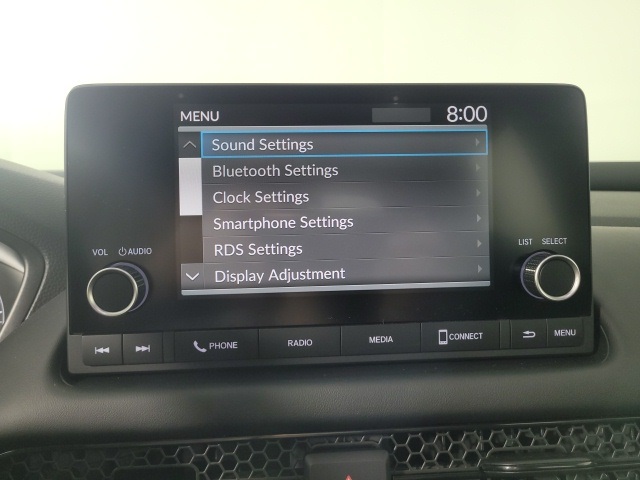 MENU 8:00
Sound Settings
Bluetooth Settings
Clock Settings
Smartphone Settings
RDS Settings
Display Adjustment
VOL AUDIO
LIST SELECT
PHONE RADIO MEDIA CONNECT MENU